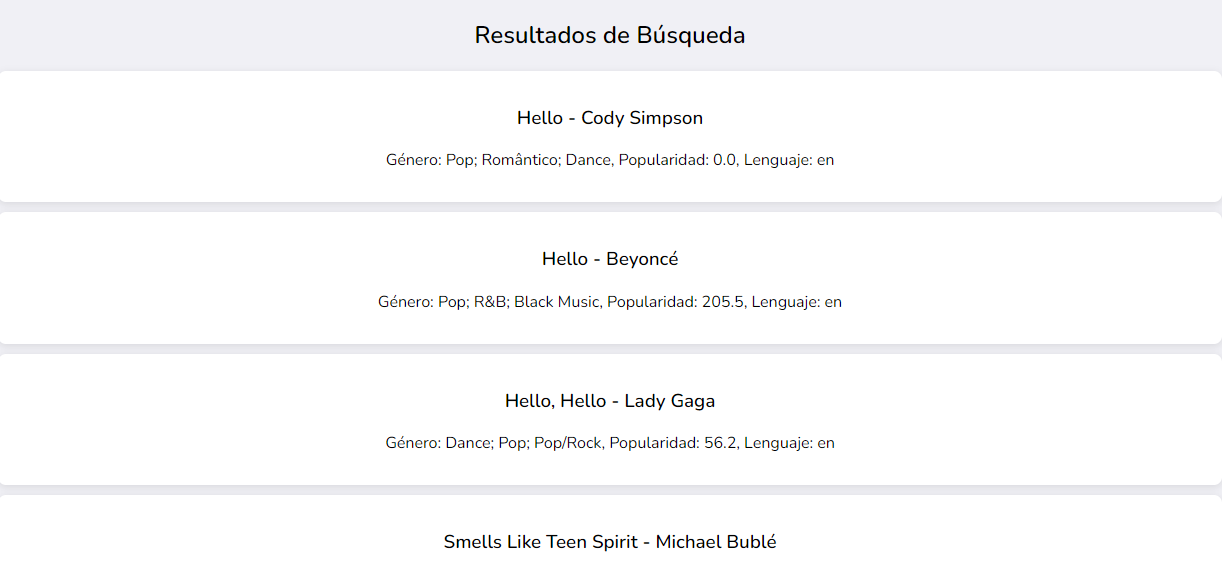 Resultados de Búsqueda
Hello - Cody Simpson
Género: Pop; Romântico; Dance, Popularidad: 0.0, Lenguaje: en
Hello - Beyoncé
Género: Pop; R&B; Black Music, Popularidad: 205.5, Lenguaje: en
Hello, Hello - Lady Gaga
Género: Dance; Pop; Pop/Rock, Popularidad: 56.2, Lenguaje: en
Smells Like Teen Spirit - Michael Bublé